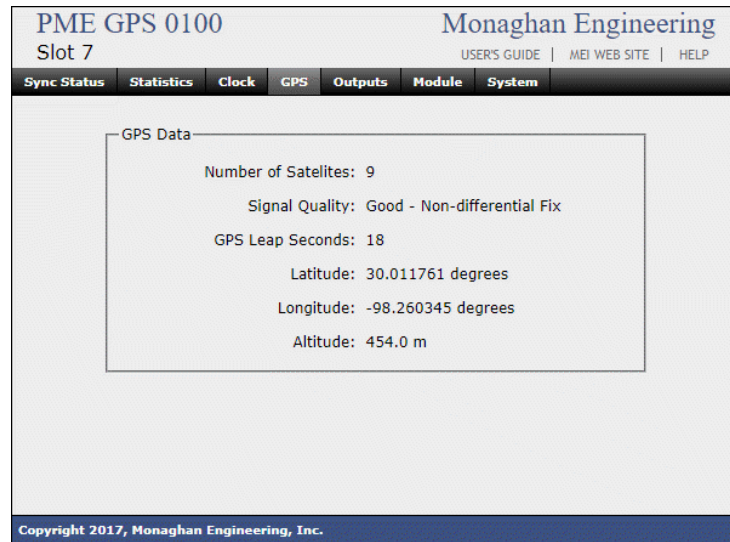 PME GPS 0100
Monaghan Engineering
Slot 7
USER'S GUIDE | MEI WEB SITE | HELP
Sync Status Statistics Clock GPS Outputs Module System
GPS Data
Number of Satelites: 9
Signal Quality: Good - Non-differential Fix
GPS Leap Seconds: 18
Latitude: 30.011761 degrees
Longitude: -98.260345 degrees
Altitude: 454.0 m
Copyright 2017, Monaghan Engineering, Inc.